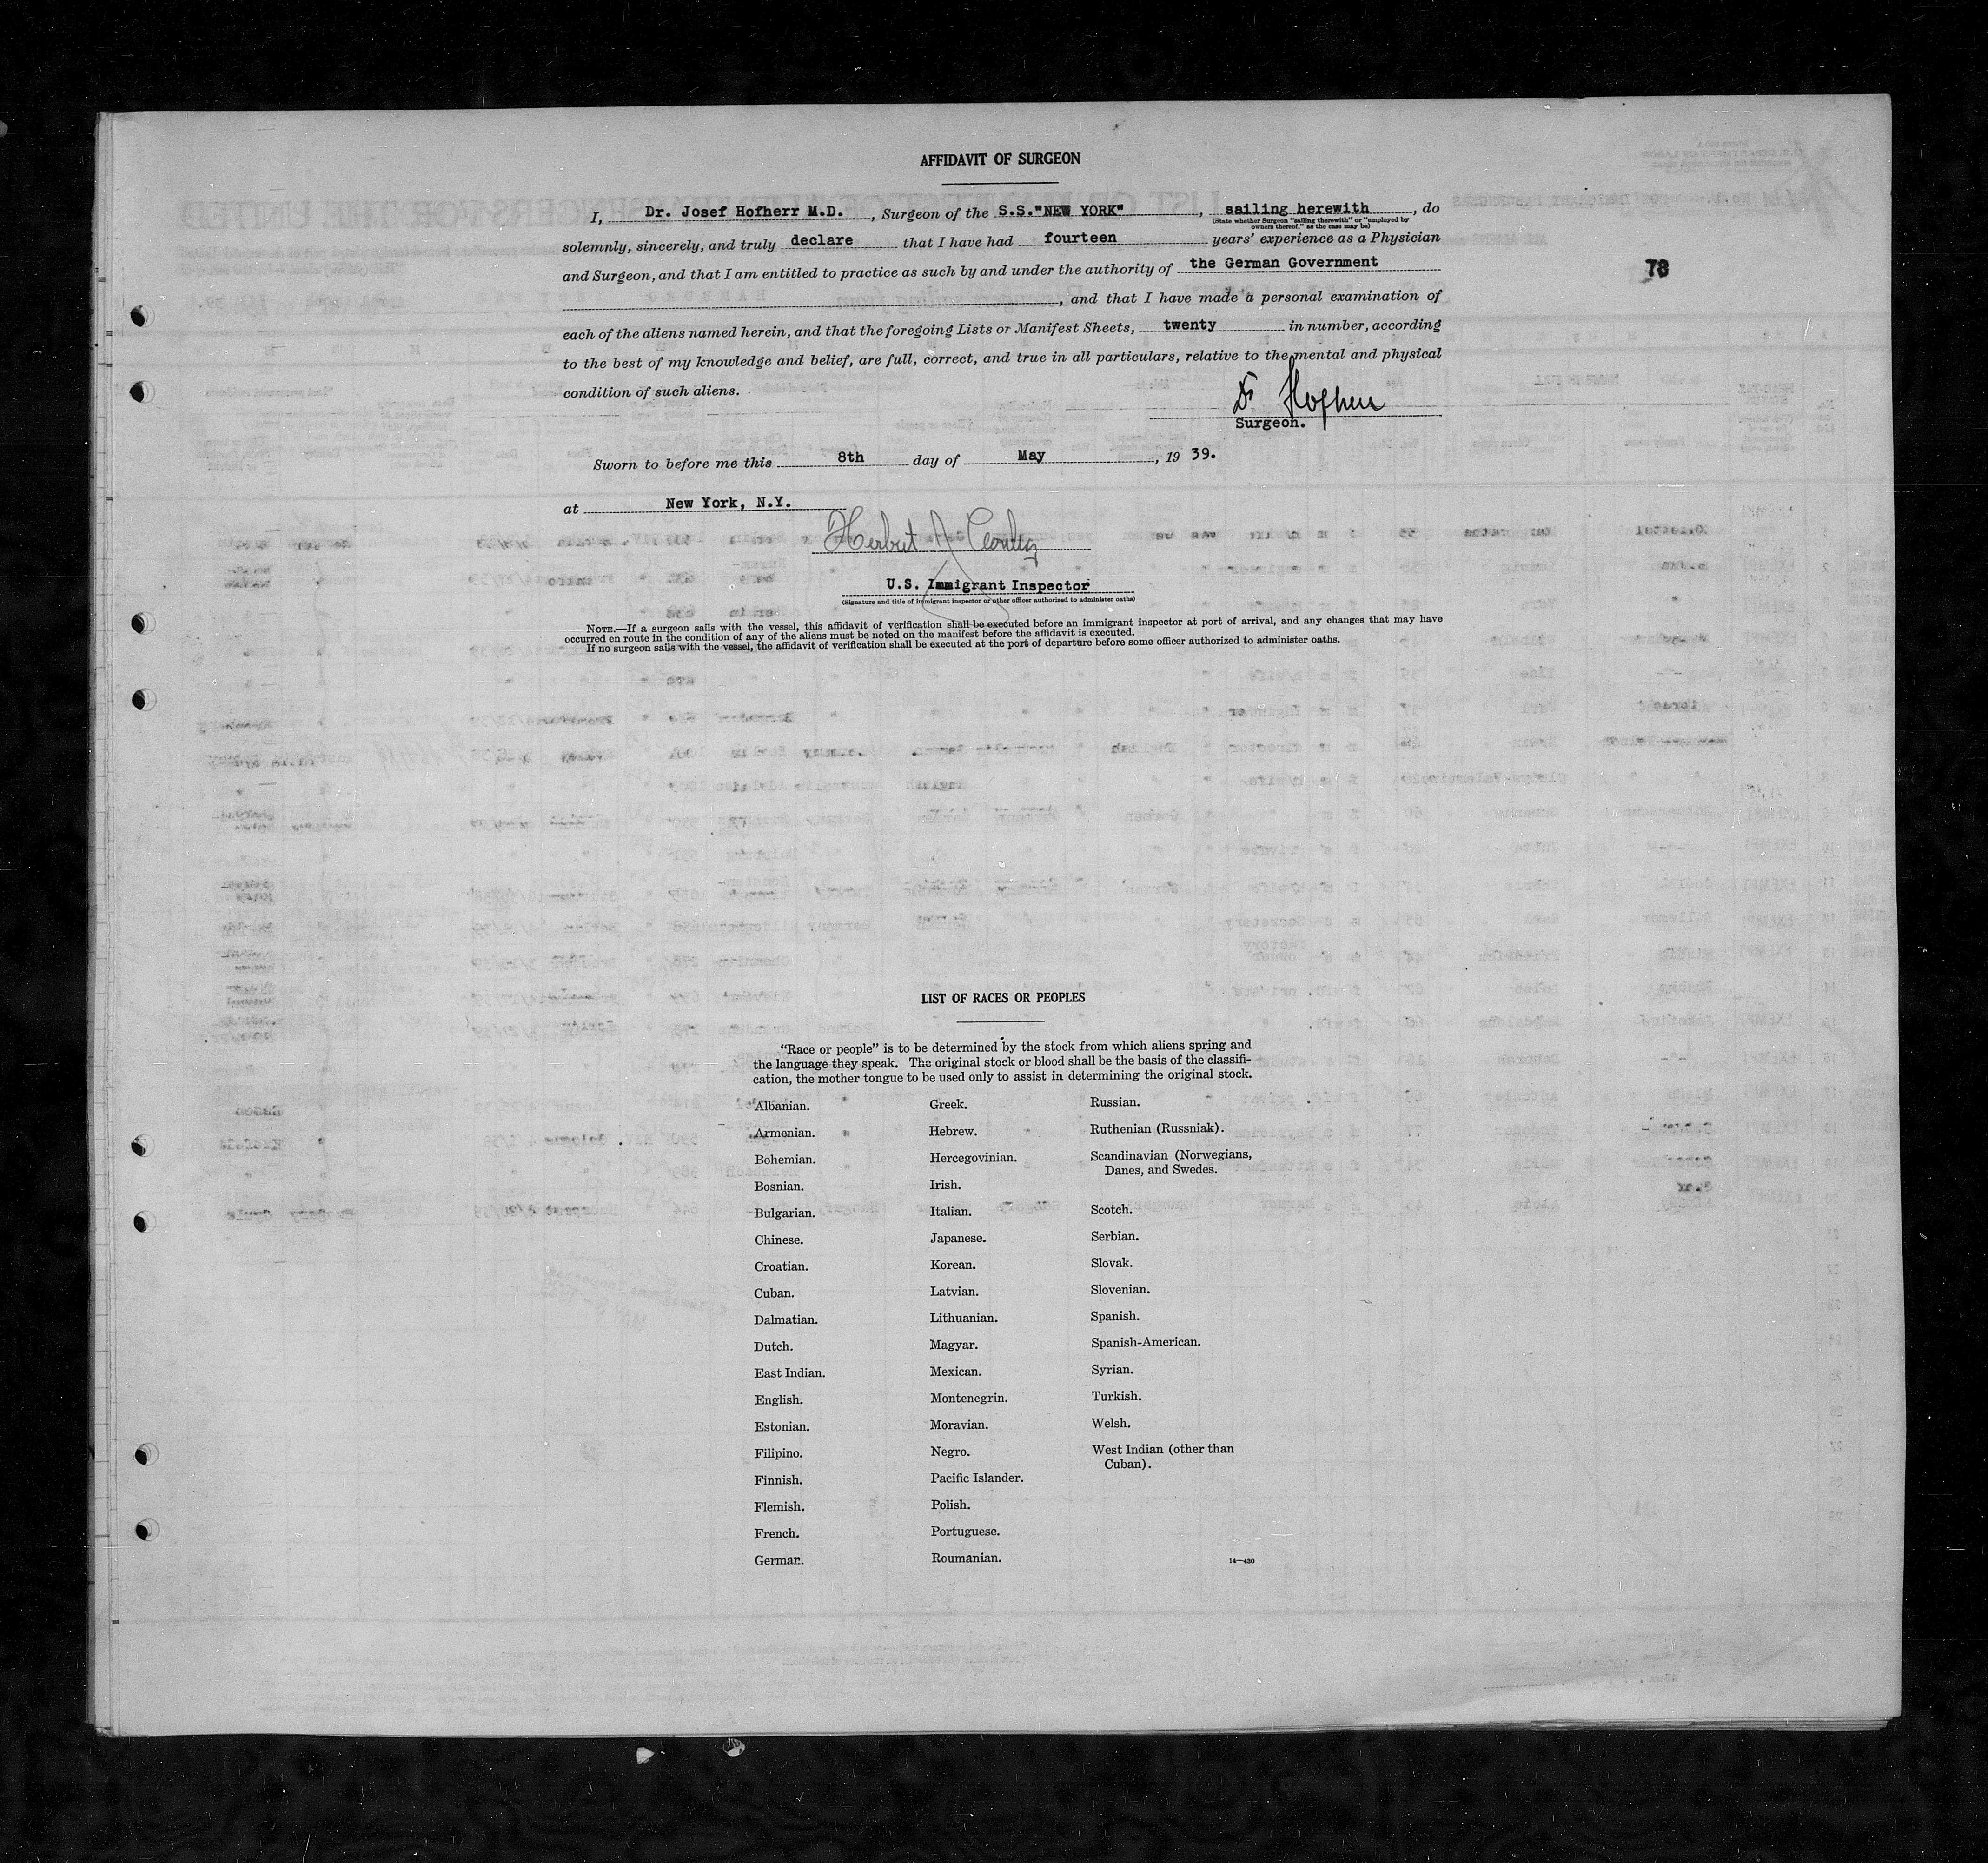 AFFIDAVIT OF SURGEON
I, Dr. Josef Hofherr M.D. , Surgeon of the S.S."NEW YORK" , sailing herewith , do
(State whether Surgeon "sailing therewith" or "employed by
owners thereof," as the case may be)
solemnly, sincerely, and truly declare that I have had fourteen years' experience as a Physician
and Surgeon, and that I am entitled to practice as such by and under the authority of the German Government
78
, and that I have made a personal examination of
each of the aliens named herein, and that the foregoing Lists or Manifest Sheets, twenty in number, according
to the best of my knowledge and belief, are full, correct, and true in all particulars, relative to the mental and physical
condition of such aliens.
Dr Hofherr
Surgeon.
Sworn to before me this 8th day of May , 19 39.
at New York, N.Y.
Herbert
U.S. Immigrant Inspector
(Signature and title of immigrant inspector or other officer authorized to administer oaths)
NOTE.—If a surgeon sails with the vessel, this affidavit of verification shall be executed before an immigrant inspector at port of arrival, and any changes that may have
occurred en route in the condition of any of the aliens must be noted on the manifest before the affidavit is executed.
If no surgeon sails with the vessel, the affidavit of verification shall be executed at the port of departure before some officer authorized to administer oaths.
LIST OF RACES OR PEOPLES
"Race or people" is to be determined by the stock from which aliens spring and
the language they speak. The original stock or blood shall be the basis of the classifi-
cation, the mother tongue to be used only to assist in determining the original stock.
Albanian.
Armenian.
Bohemian.
Bosnian.
Bulgarian.
Chinese.
Croatian.
Cuban.
Dalmatian.
Dutch.
East Indian.
English.
Estonian.
Filipino.
Finnish.
Flemish.
French.
German.
Greek.
Hebrew.
Hercegovinian.
Irish.
Italian.
Japanese.
Korean.
Latvian.
Lithuanian.
Magyar.
Mexican.
Montenegrin.
Moravian.
Negro.
Pacific Islander.
Polish.
Portuguese.
Roumanian.
Russian.
Ruthenian (Russniak).
Scandinavian (Norwegians,
Danes, and Swedes.
Scotch.
Serbian.
Slovak.
Slovenian.
Spanish.
Spanish-American.
Syrian.
Turkish.
Welsh.
West Indian (other than
Cuban).
14—430